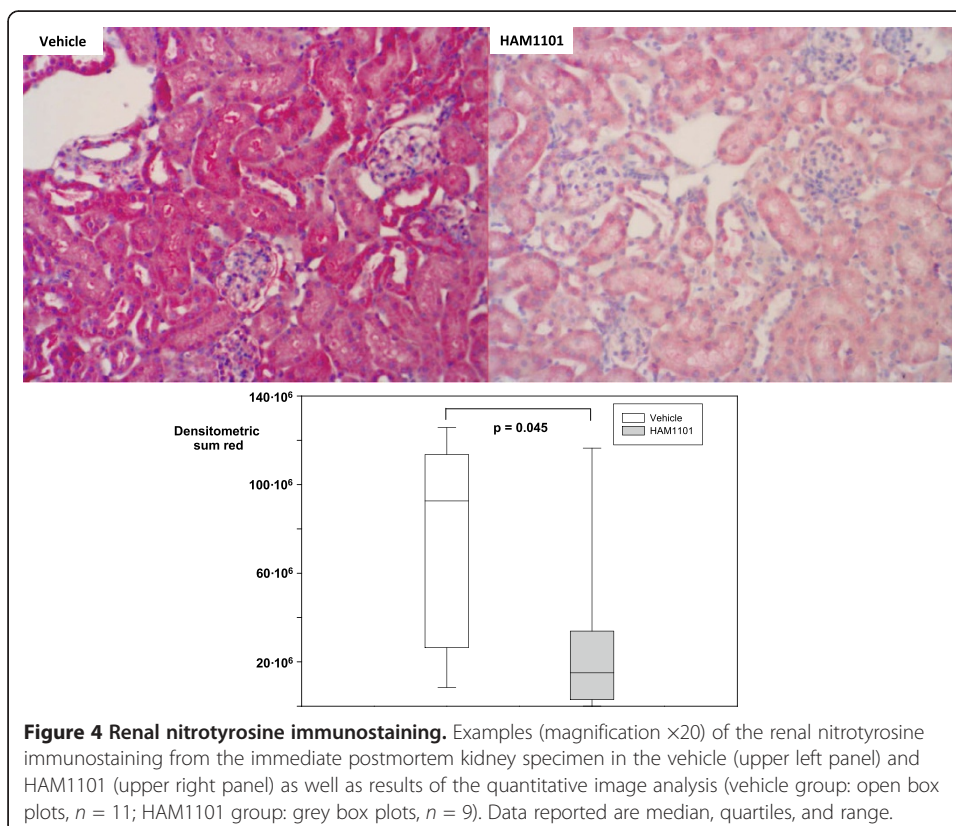 Vehicle
HAM1101
140·10⁶
Densitometric
sum red
p = 0.045
Vehicle
HAM1101
100·10⁶
60·10⁶
20·10⁶
Figure 4 Renal nitrotyrosine immunostaining. Examples (magnification ×20) of the renal nitrotyrosine
immunostaining from the immediate postmortem kidney specimen in the vehicle (upper left panel) and
HAM1101 (upper right panel) as well as results of the quantitative image analysis (vehicle group: open box
plots, n = 11; HAM1101 group: grey box plots, n = 9). Data reported are median, quartiles, and range.